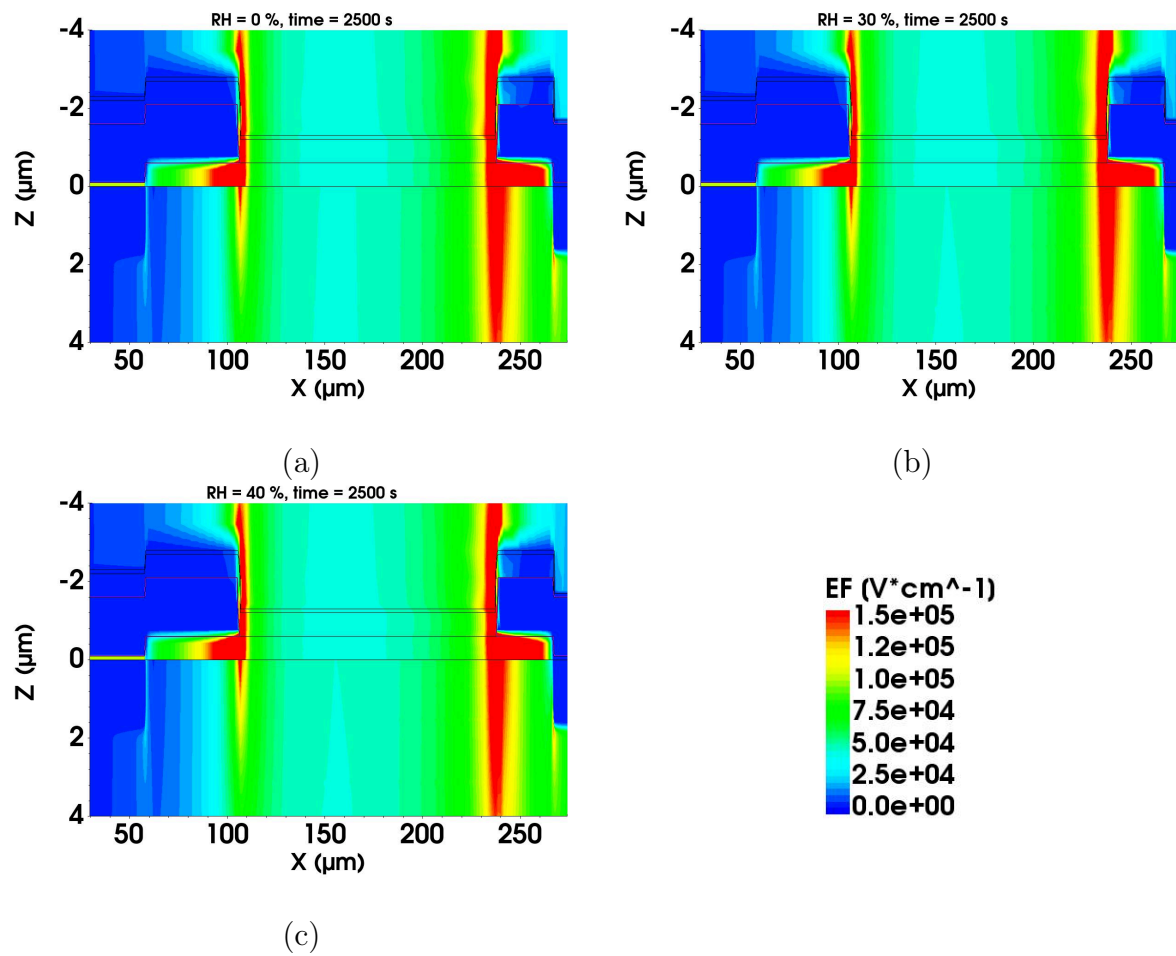 RH = 0 %, time = 2500 s
-4
-2
0
2
4
Z (µm)
50 100 150 200 250
X (µm)
(a)
RH = 30 %, time = 2500 s
-4
-2
0
2
4
Z (µm)
50 100 150 200 250
X (µm)
(b)
RH = 40 %, time = 2500 s
-4
-2
0
2
4
Z (µm)
50 100 150 200 250
X (µm)
(c)
EF (V*cm^-1)
1.5e+05
1.2e+05
1.0e+05
7.5e+04
5.0e+04
2.5e+04
0.0e+00